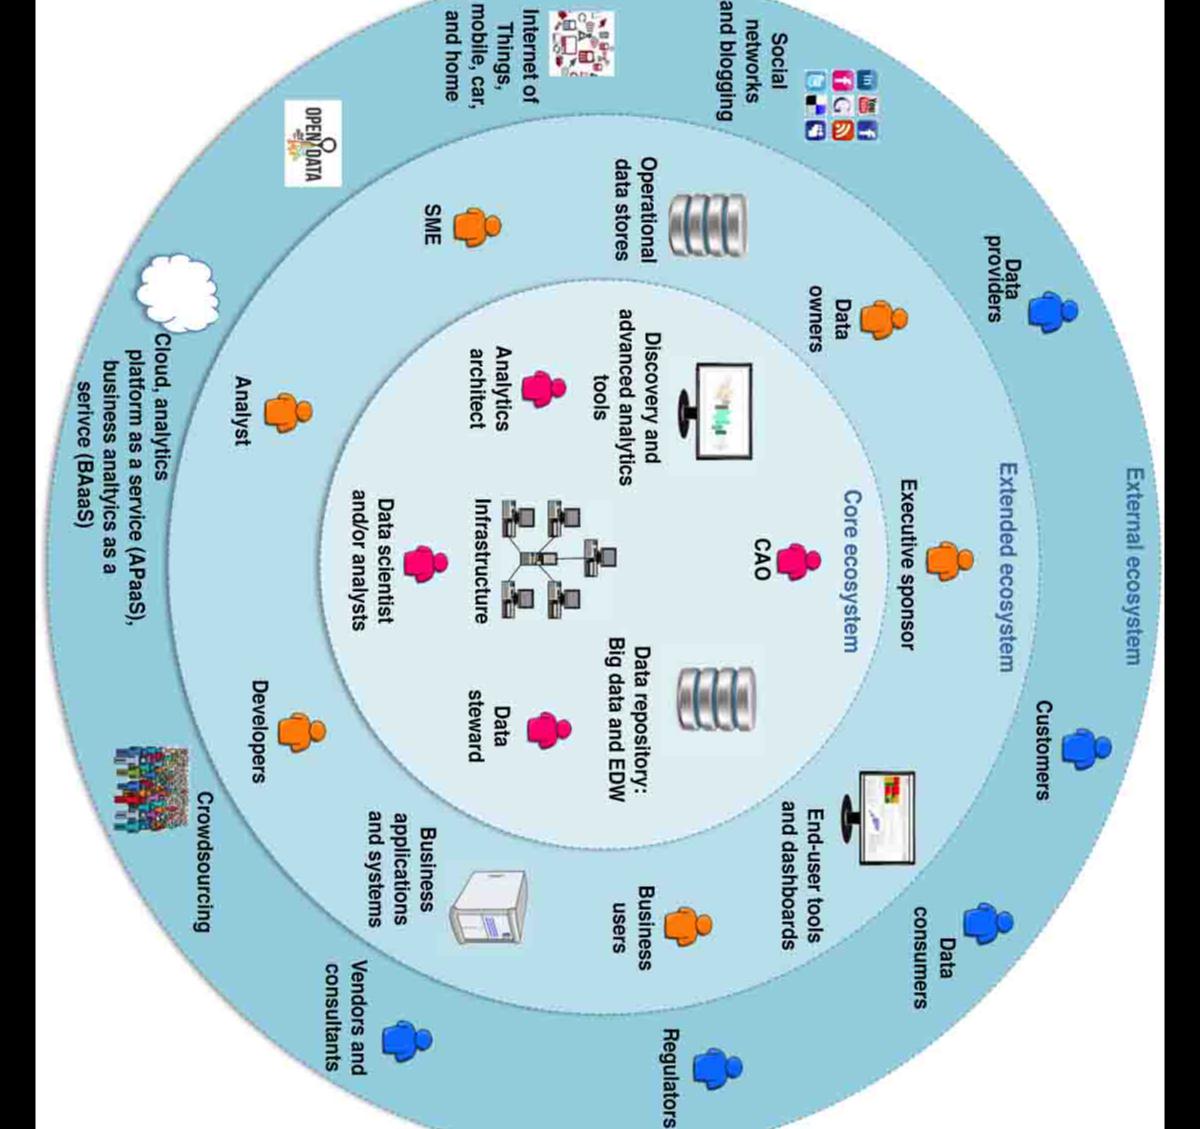 External ecosystem
Extended ecosystem
Core ecosystem
Executive sponsor
CAO
Data
providers
Customers
Data
owners
End-user tools
and dashboards
Data
consumers
Social
networks
and blogging
Operational
data stores
Discovery and
advanced analytics
tools
Data repository:
Big data and EDW
Business
users
Regulators
Internet of
Things,
mobile, car,
and home
SME
Analytics
architect
Infrastructure
Data
steward
Data scientist
and/or analysts
Business
applications
and systems
Vendors and
consultants
OPEN DATA
Analyst
Developers
Cloud, analytics
platform as a service (APaaS),
business analtyics as a
serivce (BAaaS)
Crowdsourcing
in
You
f